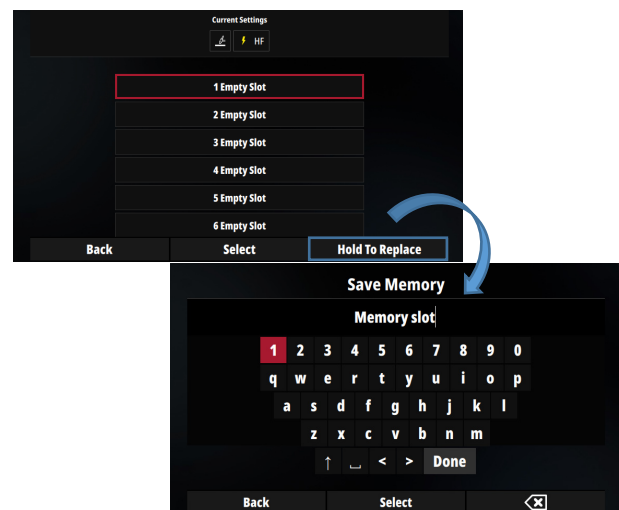 Current Settings
HF
1 Empty Slot
2 Empty Slot
3 Empty Slot
4 Empty Slot
5 Empty Slot
6 Empty Slot
Back Select Hold To Replace
Save Memory
Memory slot
1 2 3 4 5 6 7 8 9 0
q w e r t y u i o p
a s d f g h j k l
z x c v b n m
↑ ⎵ < > Done
Back Select